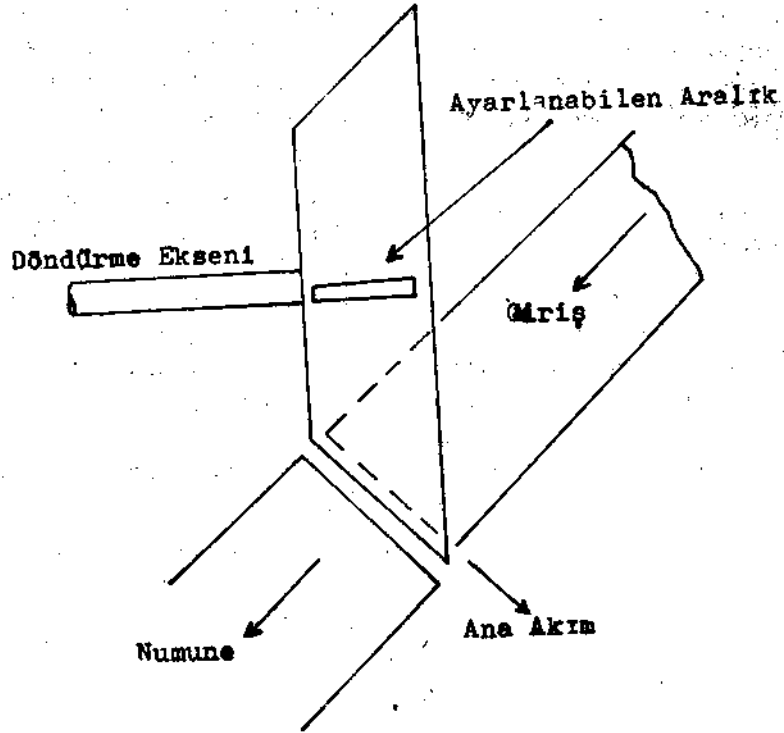 Ayarlanabilen Aralık
Döndürme Ekseni
Giriş
Ana Akım
Numune